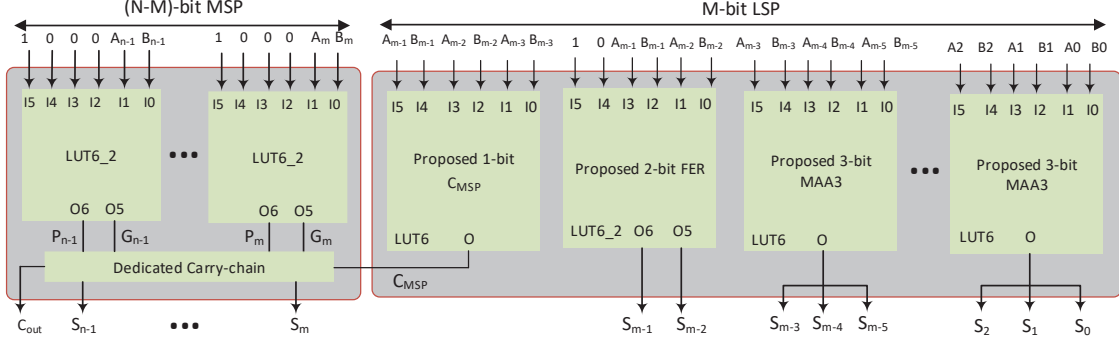 (N-M)-bit MSP
M-bit LSP
1 0 0 0 Aₙ₋₁ Bₙ₋₁
1 0 0 0 Aₘ Bₘ
Aₘ₋₁ Bₘ₋₁ Aₘ₋₂ Bₘ₋₂ Aₘ₋₃ Bₘ₋₃
1 0 Aₘ₋₁ Bₘ₋₁ Aₘ₋₂ Bₘ₋₂
Aₘ₋₃ Bₘ₋₃ Aₘ₋₄ Bₘ₋₄ Aₘ₋₅ Bₘ₋₅
A2 B2 A1 B1 A0 B0
I5 I4 I3 I2 I1 I0
I5 I4 I3 I2 I1 I0
I5 I4 I3 I2 I1 I0
I5 I4 I3 I2 I1 I0
I5 I4 I3 I2 I1 I0
I5 I4 I3 I2 I1 I0
LUT6_2
•••
LUT6_2
Proposed 1-bit
C_MSP
Proposed 2-bit FER
Proposed 3-bit
MAA3
•••
Proposed 3-bit
MAA3
O6 O5
O6 O5
LUT6 O
LUT6_2 O6 O5
LUT6 O
LUT6 O
Pₙ₋₁ Gₙ₋₁
Pₘ Gₘ
Dedicated Carry-chain
C_MSP
C_out Sₙ₋₁ ••• Sₘ
Sₘ₋₁ Sₘ₋₂
Sₘ₋₃ Sₘ₋₄ Sₘ₋₅
S₂ S₁ S₀